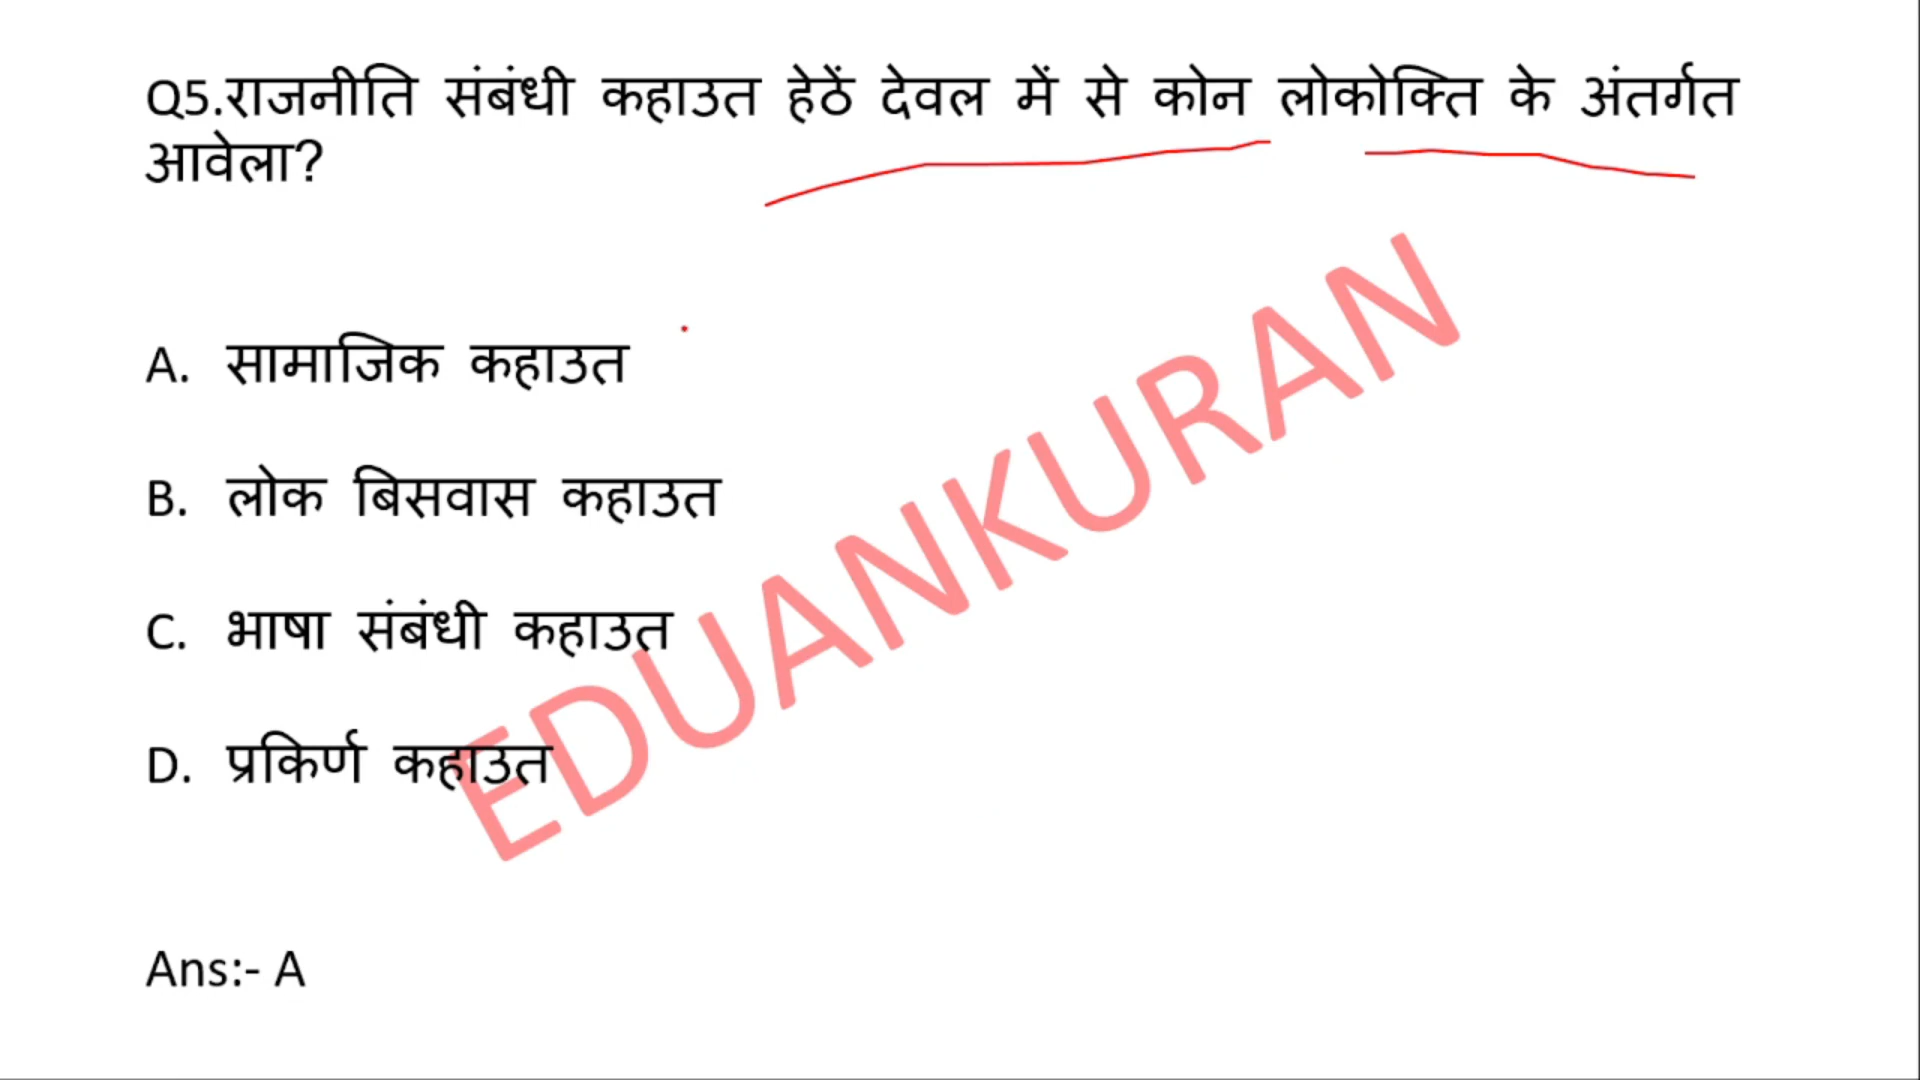 Q5.राजनीति संबंधी कहाउत हेठें देवल में से कोन लोकोक्ति के अंतर्गत
आवेला?
A. सामाजिक कहाउत
B. लोक बिसवास कहाउत
C. भाषा संबंधी कहाउत
D. प्रकिर्ण कहाउत
EDUANKURAN
Ans:- A